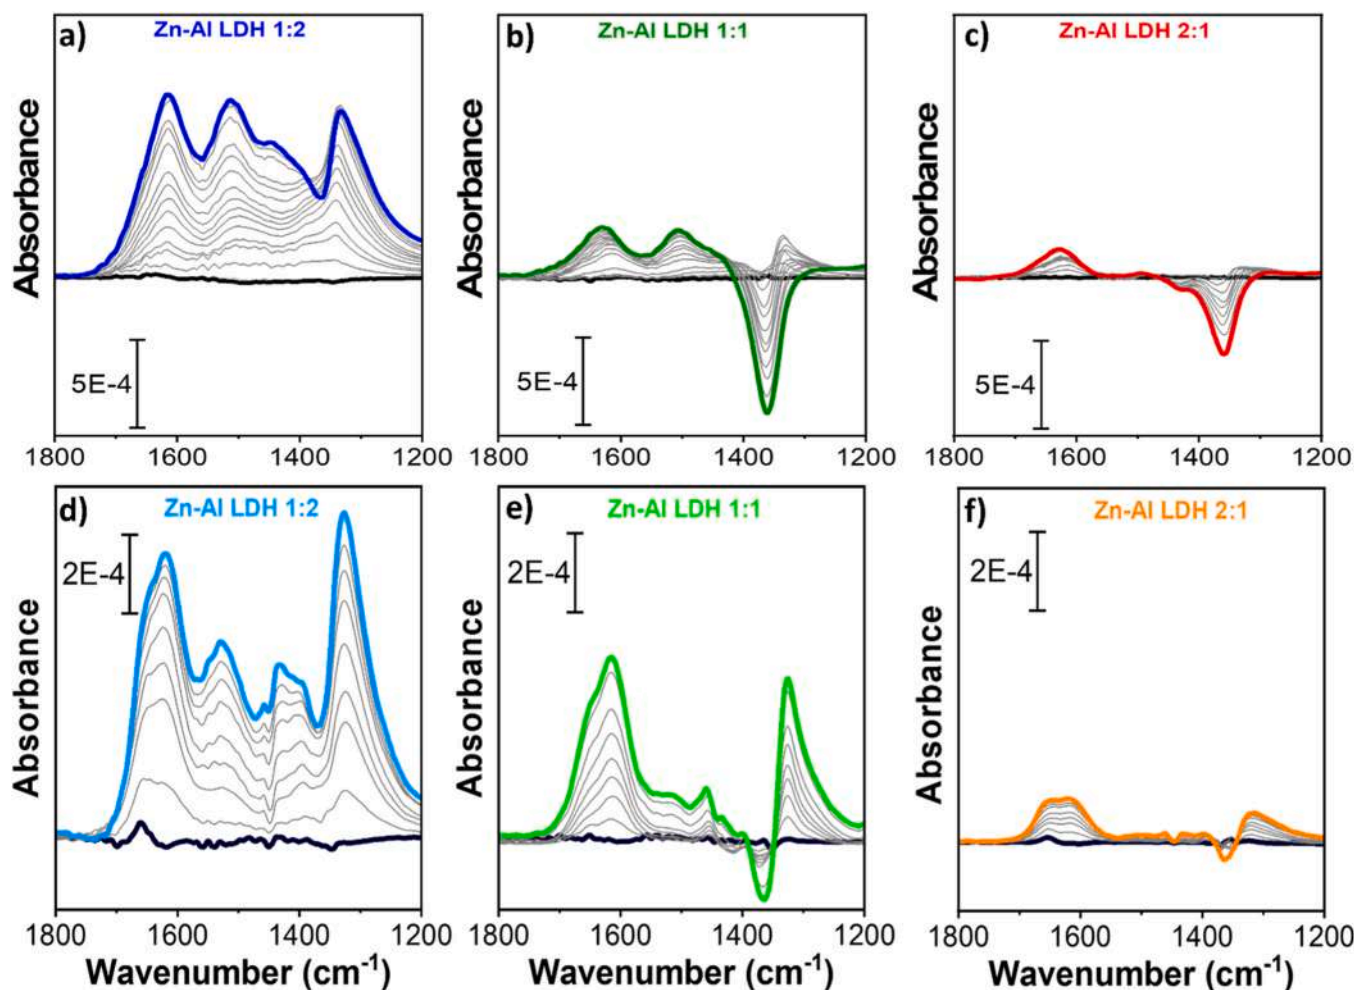 a) Zn-Al LDH 1:2
Absorbance
5E-4
1800 1600 1400 1200
b) Zn-Al LDH 1:1
Absorbance
5E-4
1800 1600 1400 1200
c) Zn-Al LDH 2:1
Absorbance
5E-4
1800 1600 1400 1200
d) Zn-Al LDH 1:2
2E-4
Absorbance
1800 1600 1400 1200
Wavenumber (cm⁻¹)
e) Zn-Al LDH 1:1
2E-4
Absorbance
1800 1600 1400 1200
Wavenumber (cm⁻¹)
f) Zn-Al LDH 2:1
2E-4
Absorbance
1800 1600 1400 1200
Wavenumber (cm⁻¹)